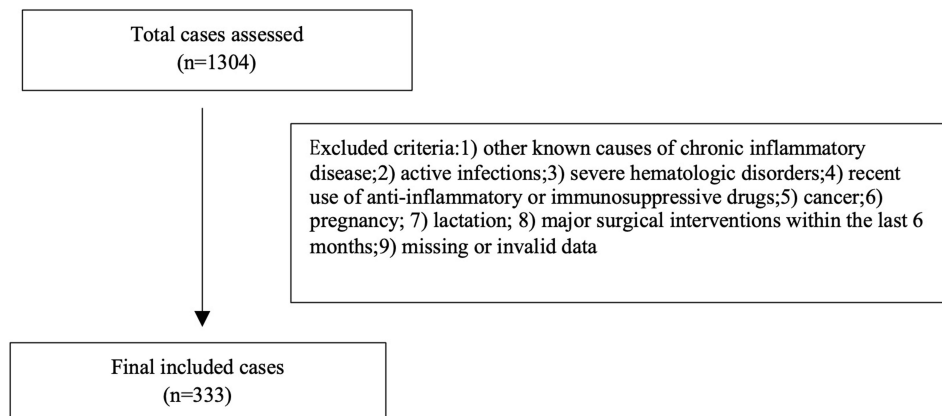 Total cases assessed
(n=1304)
Excluded criteria:1) other known causes of chronic inflammatory
disease;2) active infections;3) severe hematologic disorders;4) recent
use of anti-inflammatory or immunosuppressive drugs;5) cancer;6)
pregnancy; 7) lactation; 8) major surgical interventions within the last 6
months;9) missing or invalid data
Final included cases
(n=333)